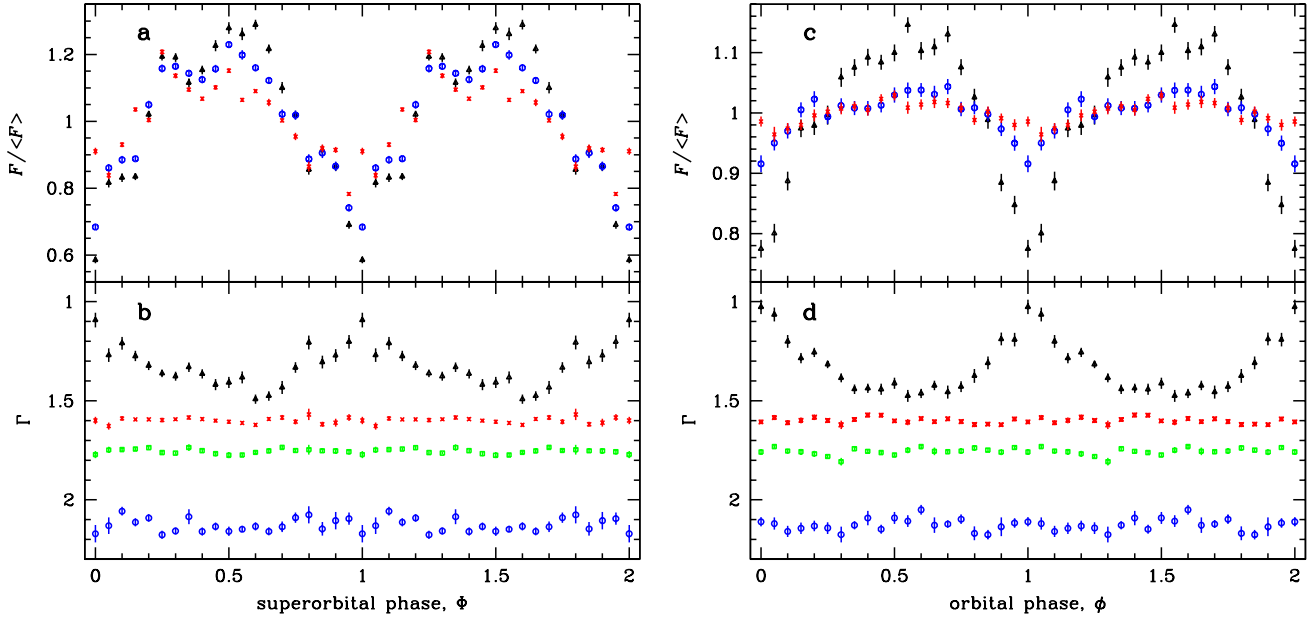 a
c
F/<F>
1.2
1
0.8
0.6
F/<F>
1.1
1
0.9
0.8
b
d
Γ
1
1.5
2
Γ
1
1.5
2
0 0.5 1 1.5 2
0 0.5 1 1.5 2
superorbital phase, Φ
orbital phase, ϕ